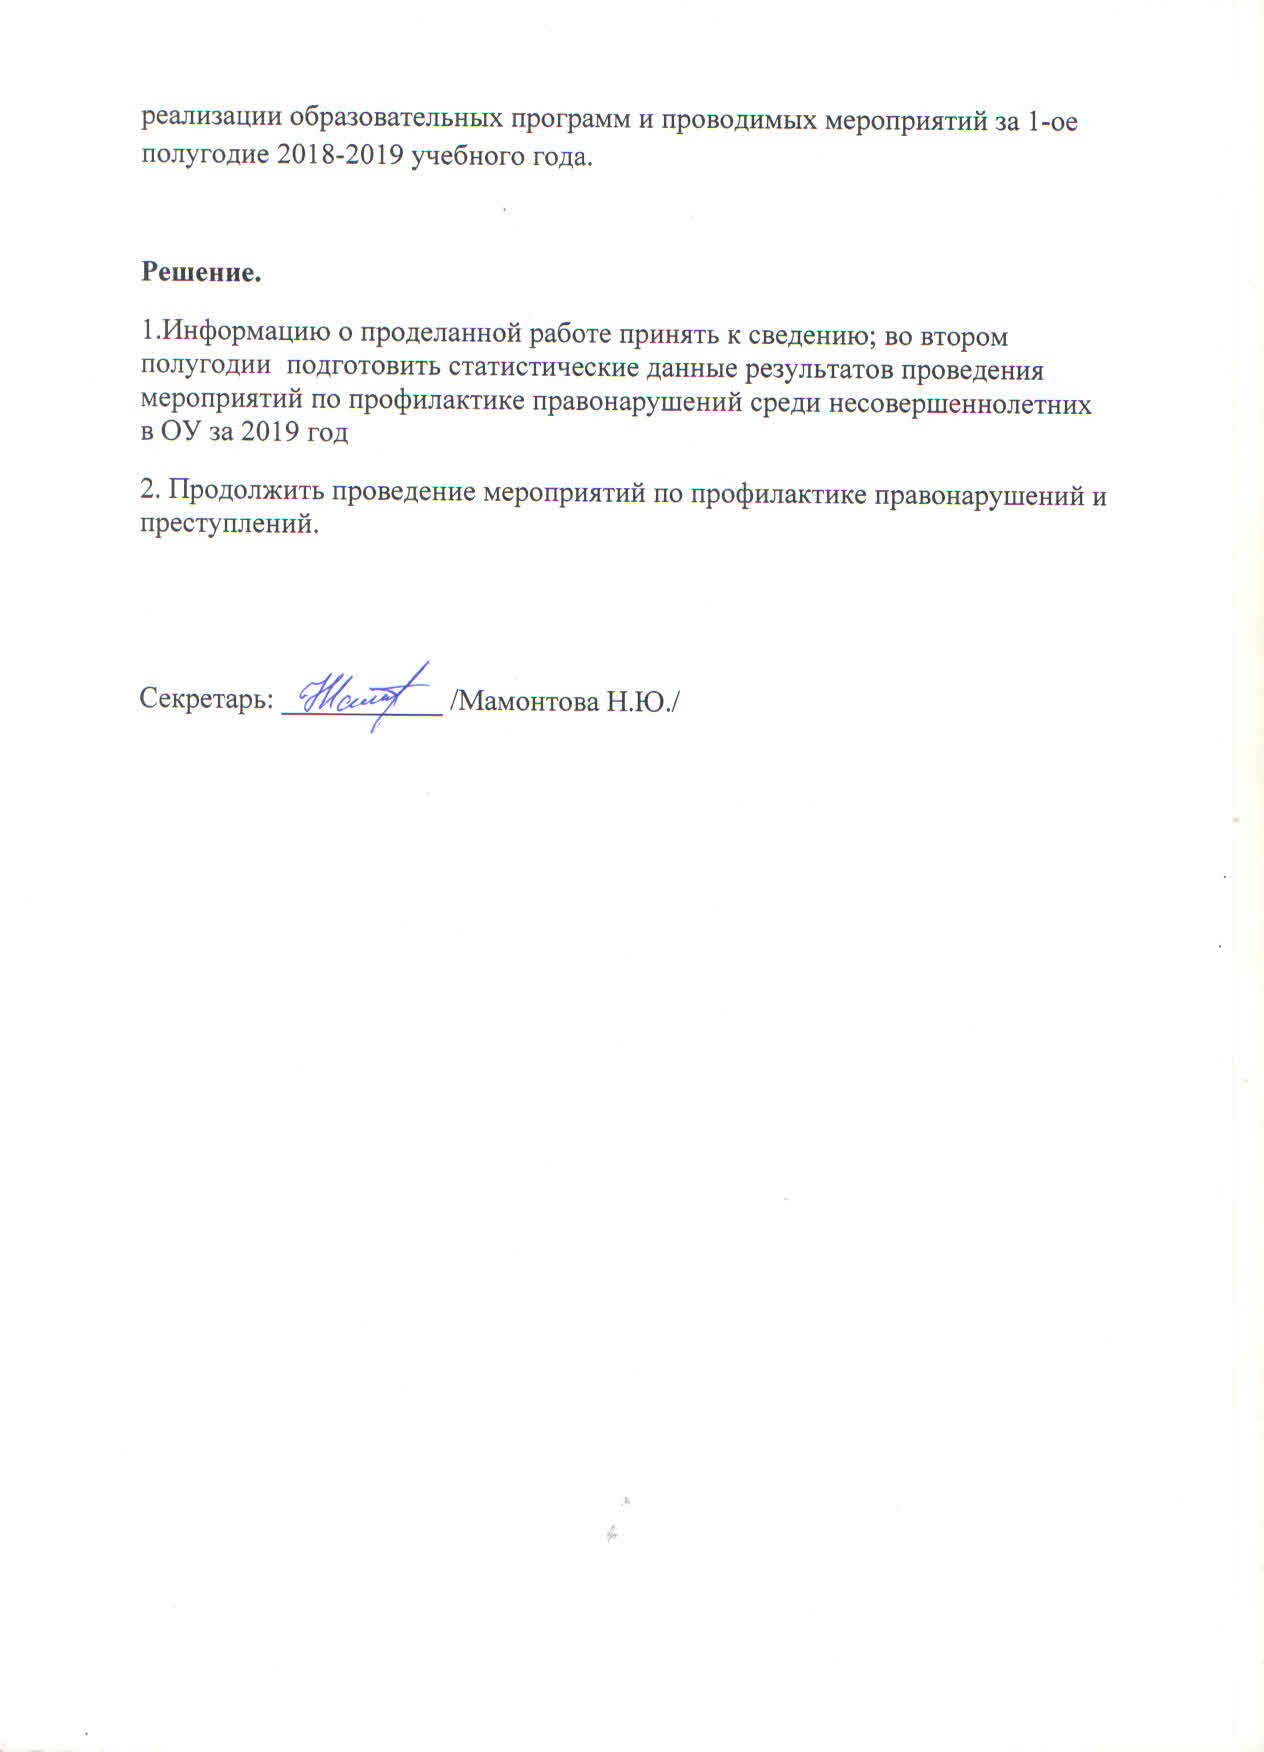 реализации образовательных программ и проводимых мероприятий за 1-ое
полугодие 2018-2019 учебного года.
Решение.
1.Информацию о проделанной работе принять к сведению; во втором
полугодии  подготовить статистические данные результатов проведения
мероприятий по профилактике правонарушений среди несовершеннолетних
в ОУ за 2019 год
2. Продолжить проведение мероприятий по профилактике правонарушений и
преступлений.
Секретарь: ____________ /Мамонтова Н.Ю./